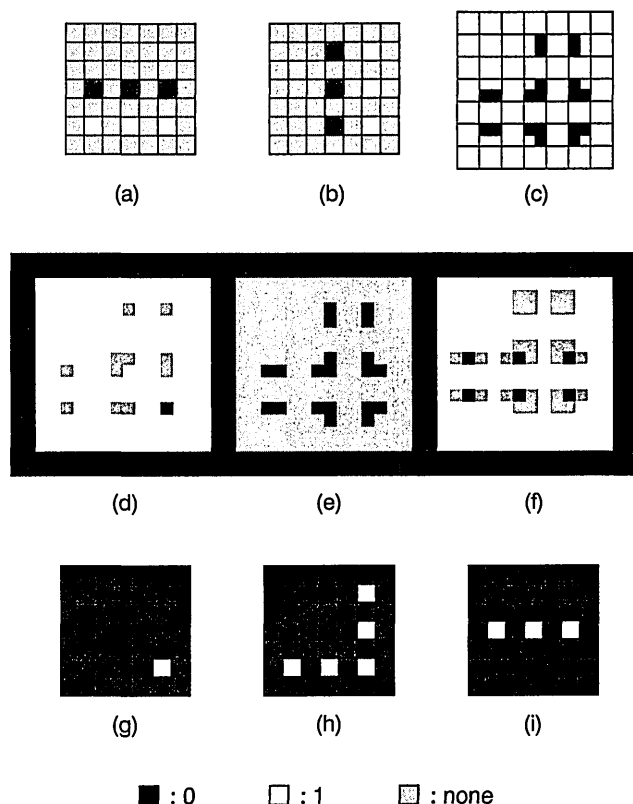 (a) (b) (c)
(d) (e) (f)
(g) (h) (i)
: 0 : 1 : none